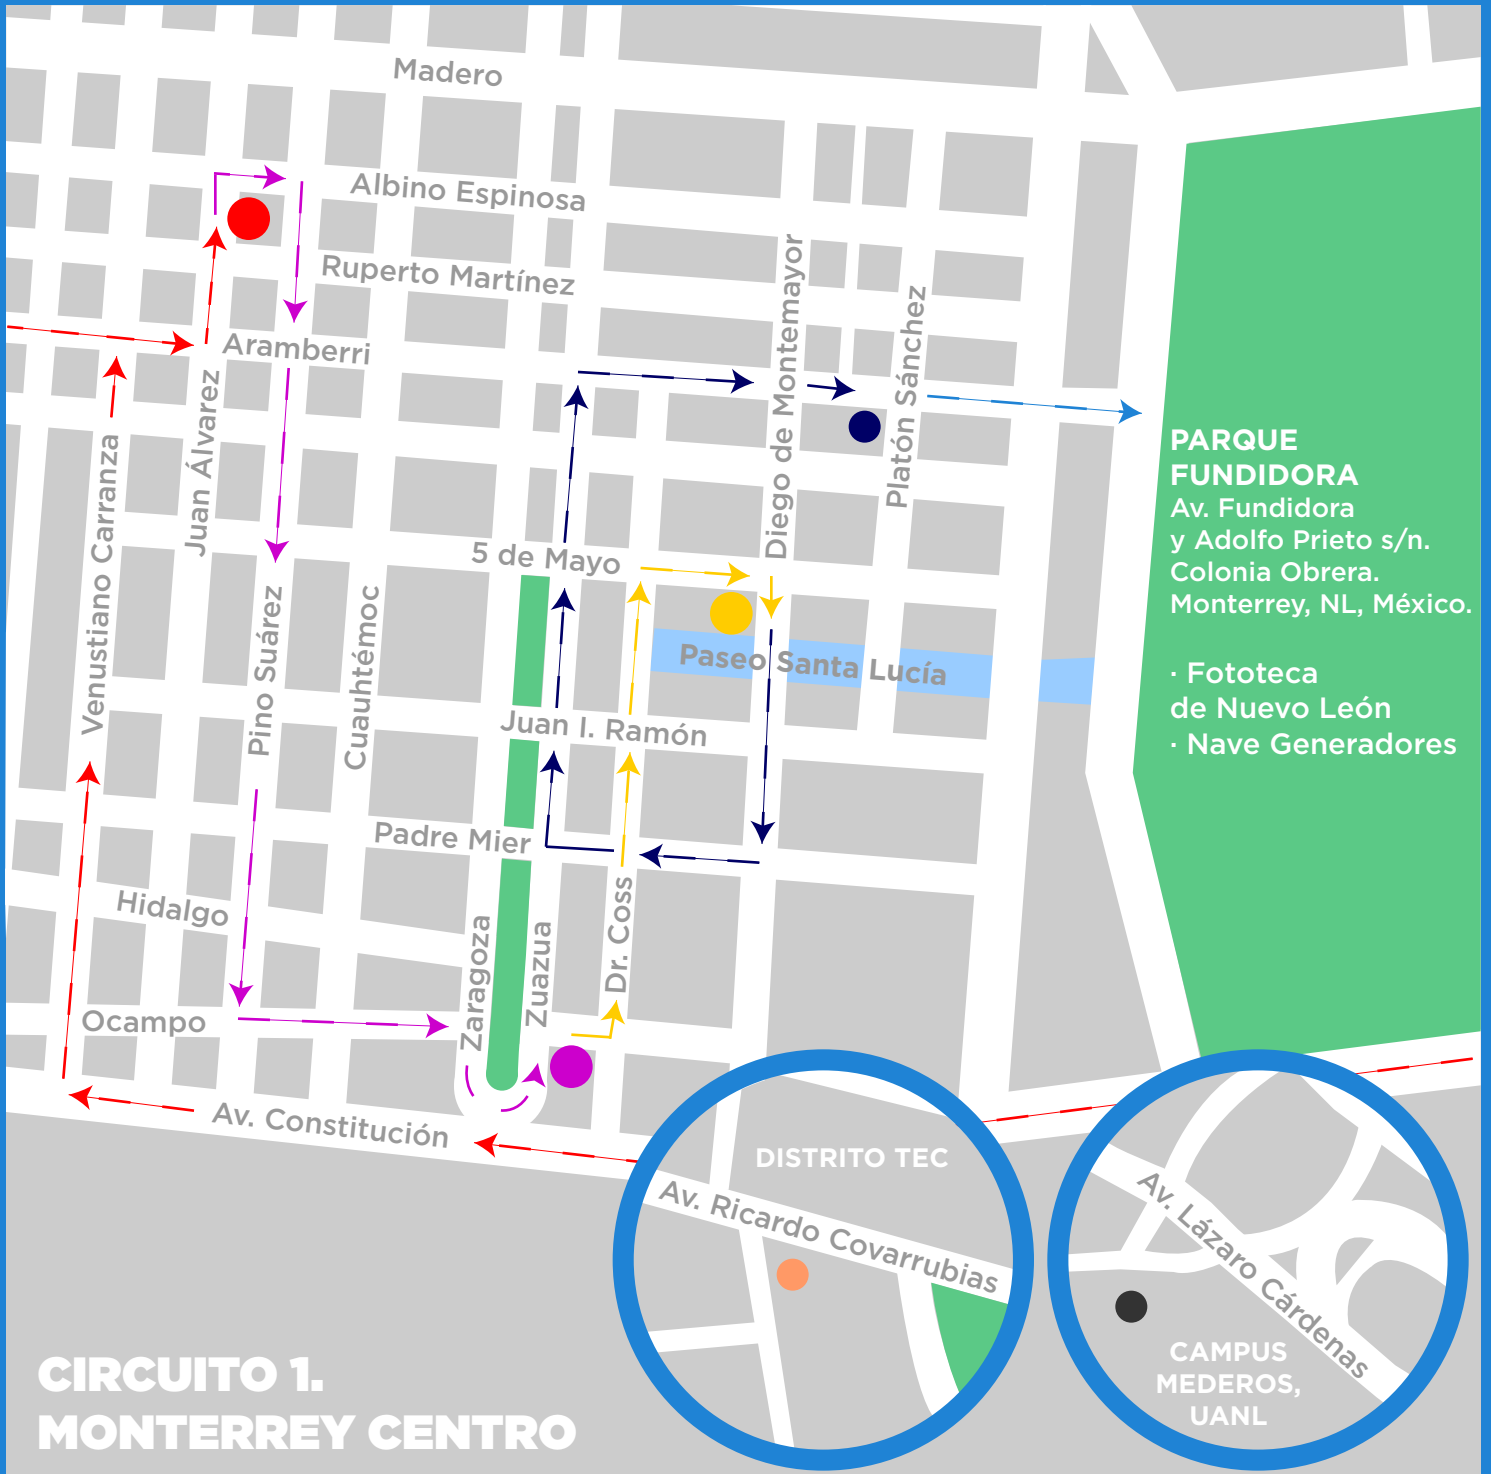 Madero
Albino Espinosa
Ruperto Martínez
Aramberri
Diego de Montemayor
Platón Sánchez
Juan Álvarez
Venustiano Carranza
PARQUE
FUNDIDORA
Av. Fundidora
y Adolfo Prieto s/n.
Colonia Obrera.
Monterrey, NL, México.
· Fototeca
de Nuevo León
· Nave Generadores
5 de Mayo
Pino Suárez
Cuauhtémoc
Paseo Santa Lucía
Juan I. Ramón
Padre Mier
Hidalgo
Dr. Coss
Zaragoza
Zuazua
Ocampo
Av. Constitución
DISTRITO TEC
Av. Ricardo Covarrubias
Av. Lázaro Cárdenas
CAMPUS
MEDEROS,
UANL
CIRCUITO 1.
MONTERREY CENTRO